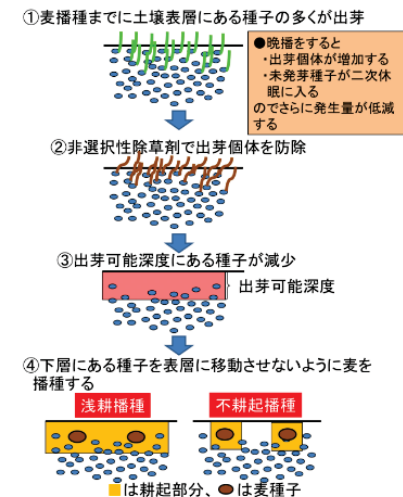 ①麦播種までに土壌表層にある種子の多くが出芽
●晩播をすると
・出芽個体が増加する
・未発芽種子が二次休
眠に入る
のでさらに発生量が低減
する
②非選択性除草剤で出芽個体を防除
③出芽可能深度にある種子が減少
出芽可能深度
④下層にある種子を表層に移動させないように麦を
播種する
浅耕播種
不耕起播種
は耕起部分、は麦種子